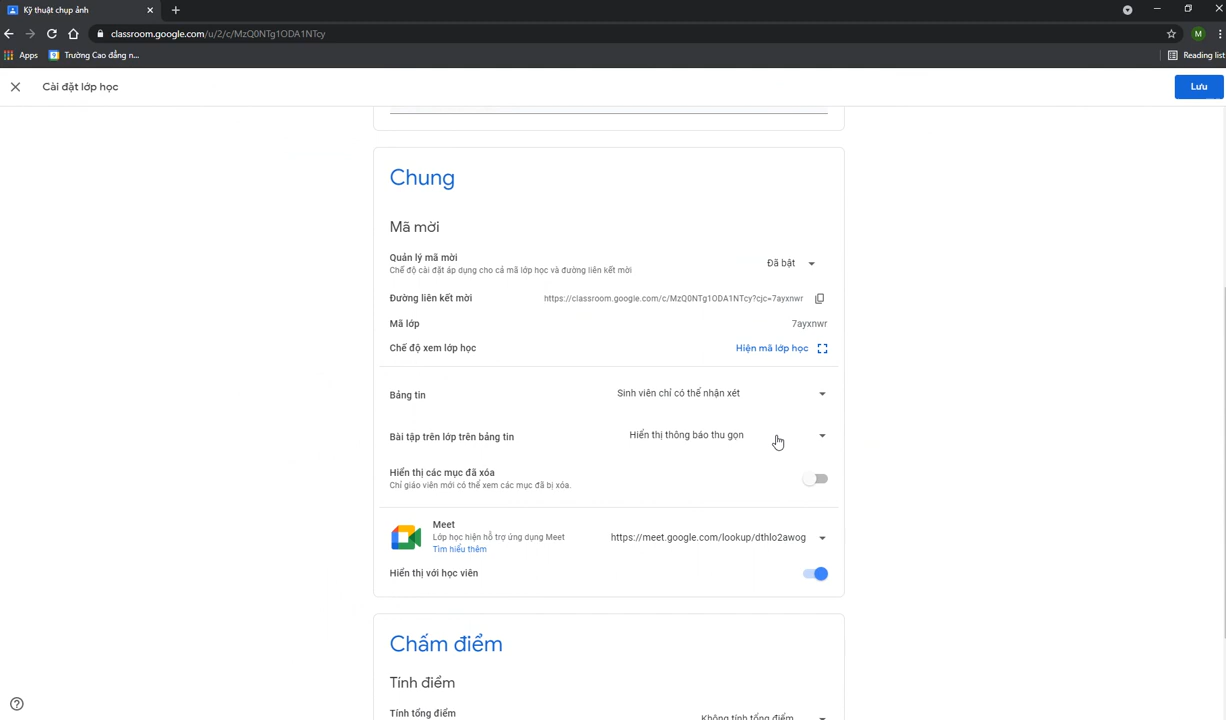 Kỹ thuật chụp ảnh
classroom.google.com/u/2/c/MzQ0NTg1ODA1NTcy
M
Apps
Trường Cao đẳng n...
Reading list
Cài đặt lớp học
Lưu
Chung
Mã mời
Quản lý mã mời
Chế độ cài đặt áp dụng cho cả mã lớp học và đường liên kết mời
Đã bật
Đường liên kết mời
https://classroom.google.com/c/MzQ0NTg1ODA1NTcy?cjc=7ayxnwr
Mã lớp
7ayxnwr
Chế độ xem lớp học
Hiện mã lớp học
Bảng tin
Sinh viên chỉ có thể nhận xét
Bài tập trên lớp trên bảng tin
Hiển thị thông báo thu gọn
Hiển thị các mục đã xóa
Chỉ giáo viên mới có thể xem các mục đã bị xóa.
Meet
Lớp học hiện hỗ trợ ứng dụng Meet
Tìm hiểu thêm
https://meet.google.com/lookup/dthlo2awog
Hiển thị với học viên
Chấm điểm
Tính điểm
Tính tổng điểm
Không tính tổng điểm